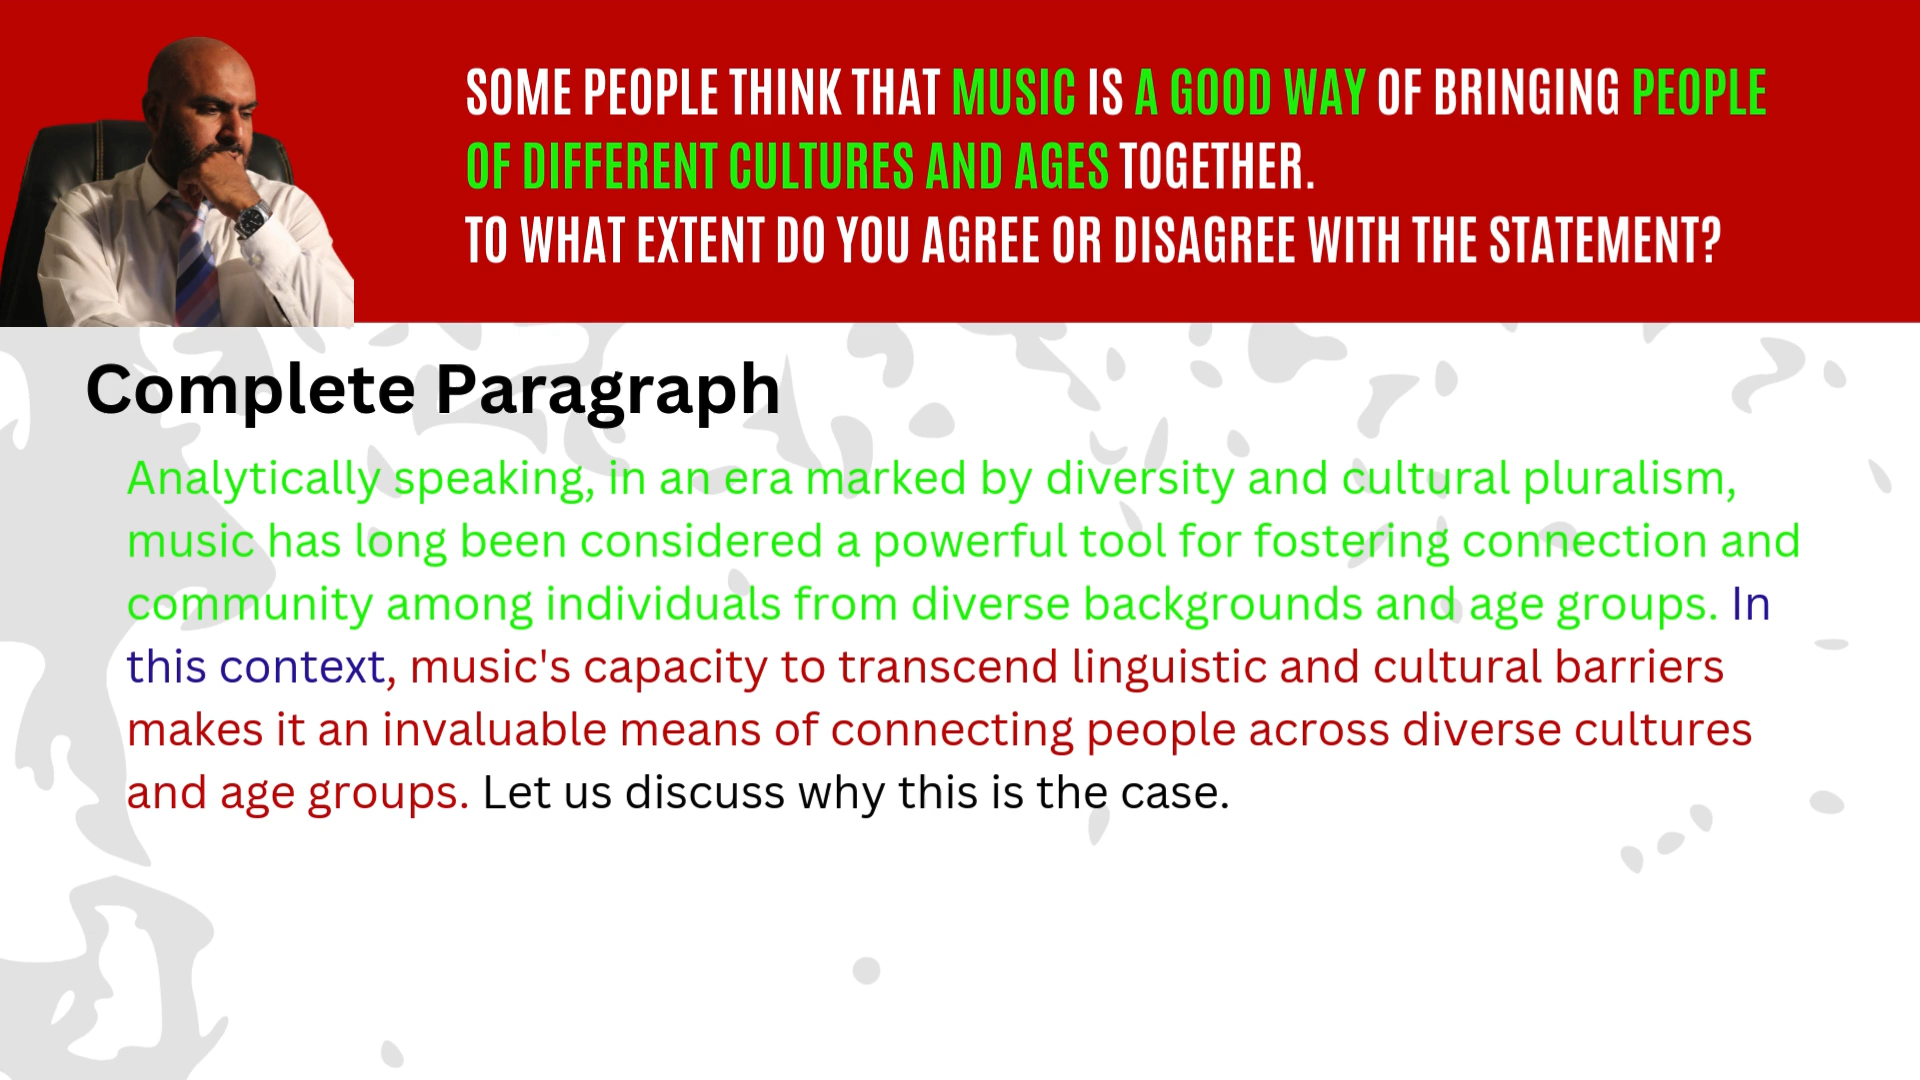 SOME PEOPLE THINK THAT MUSIC IS A GOOD WAY OF BRINGING PEOPLE
OF DIFFERENT CULTURES AND AGES TOGETHER.
TO WHAT EXTENT DO YOU AGREE OR DISAGREE WITH THE STATEMENT?
Complete Paragraph
Analytically speaking, in an era marked by diversity and cultural pluralism,
music has long been considered a powerful tool for fostering connection and
community among individuals from diverse backgrounds and age groups. In
this context, music's capacity to transcend linguistic and cultural barriers
makes it an invaluable means of connecting people across diverse cultures
and age groups. Let us discuss why this is the case.